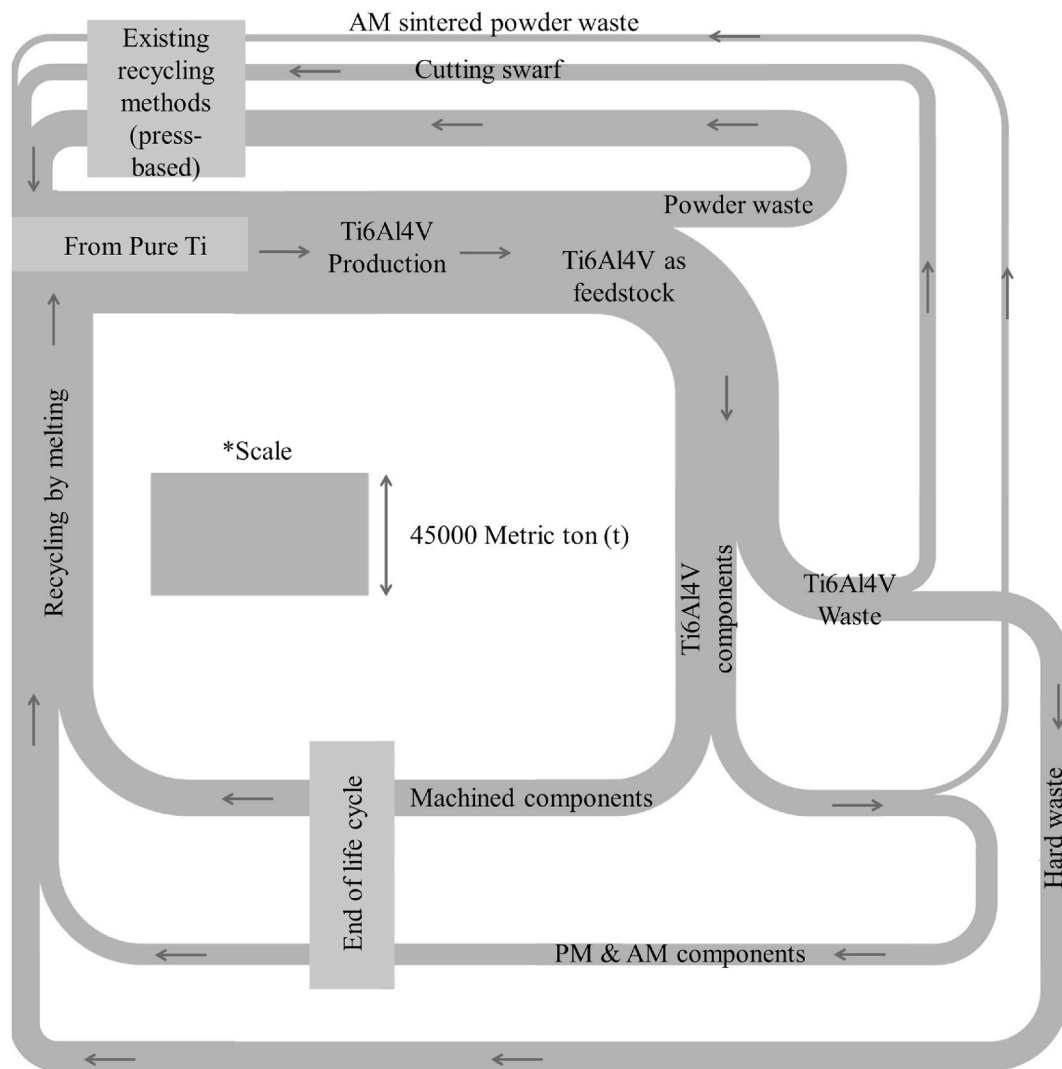 AM sintered powder waste
Existing
recycling
methods
(press-
based)
Cutting swarf
Powder waste
From Pure Ti
Ti6Al4V
Production
Ti6Al4V as
feedstock
Recycling by melting
*Scale
45000 Metric ton (t)
Ti6Al4V
components
Ti6Al4V
Waste
Machined components
End of life cycle
Hard waste
PM & AM components